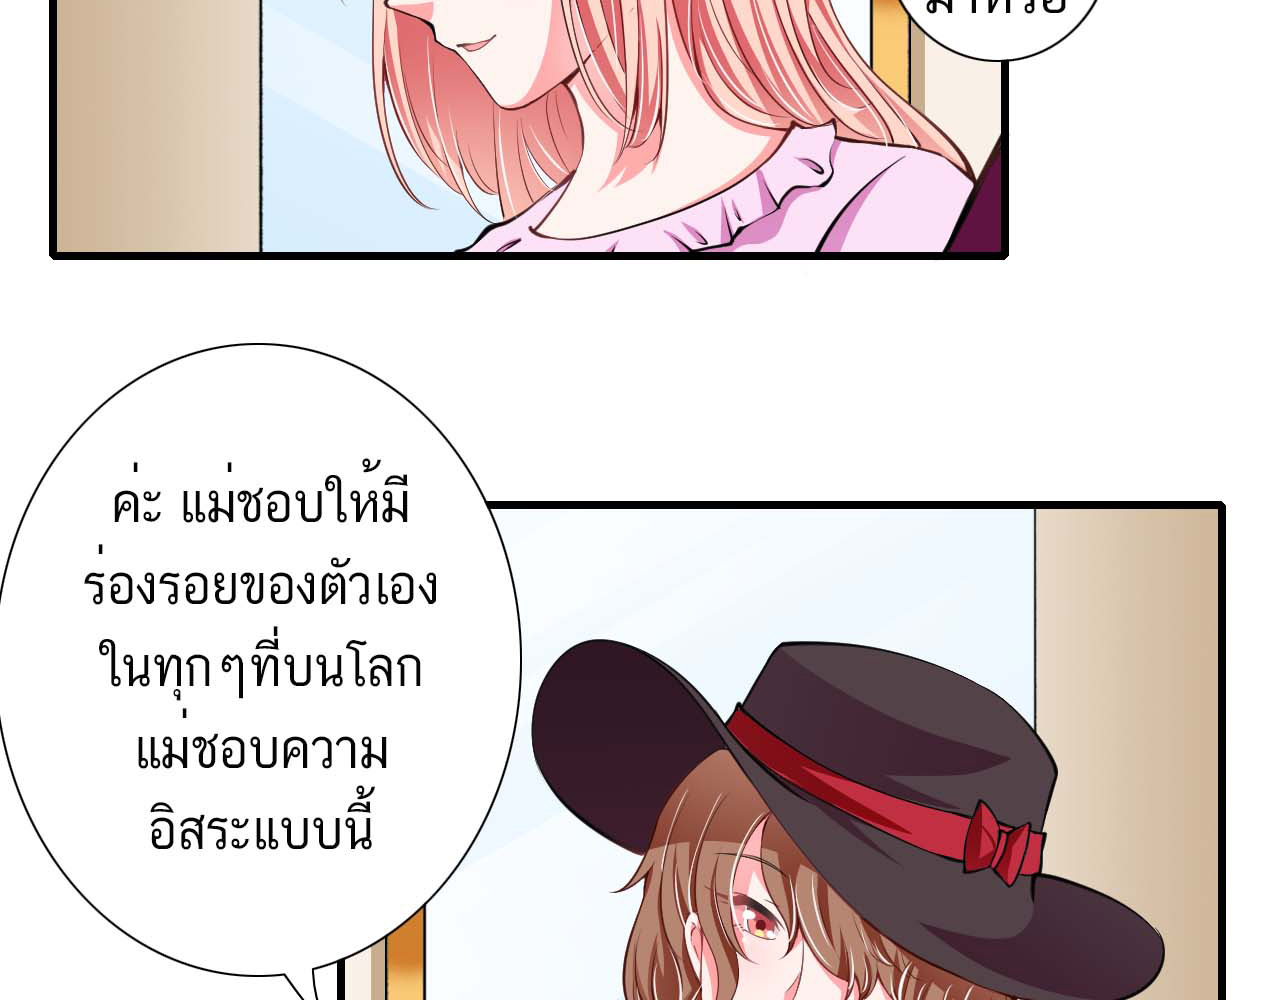 ค่ะ แม่ชอบให้มี
ร่องรอยของตัวเอง
ในทุกๆที่บนโลก
แม่ชอบความ
อิสระแบบนี้